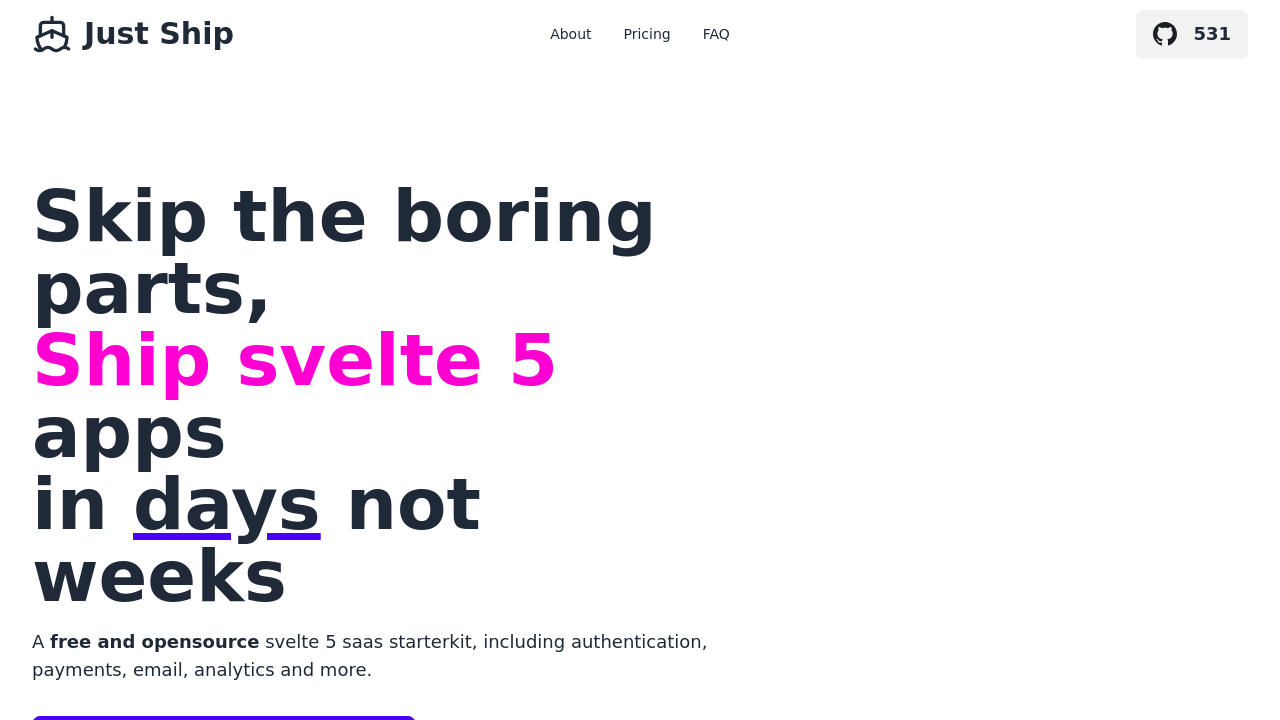 Just Ship
About
Pricing
FAQ
531
Skip the boring
parts,
Ship svelte 5
apps
in days not
weeks
A free and opensource svelte 5 saas starterkit, including authentication,
payments, email, analytics and more.